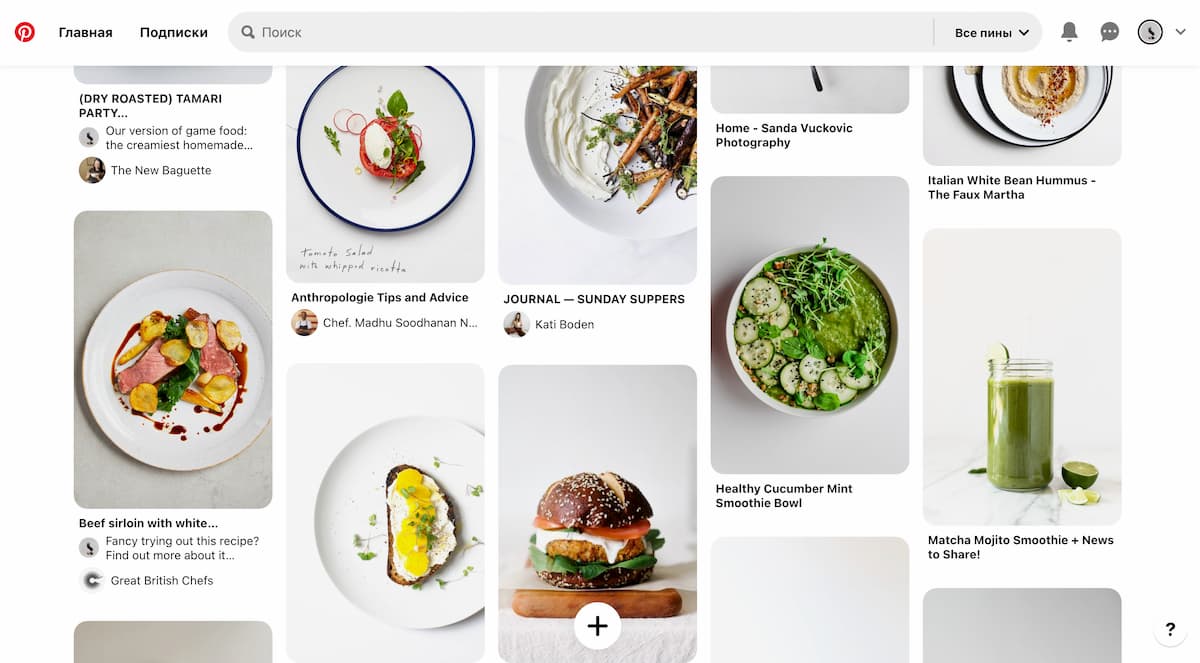 Главная
Подписки
Поиск
Все пины
(DRY ROASTED) TAMARI
PARTY...
Our version of game food:
the creamiest homemade...
The New Baguette
Beef sirloin with white...
Fancy trying out this recipe?
Find out more about it...
Great British Chefs
Tomato Salad
with whipped ricotta
Anthropologie Tips and Advice
Chef. Madhu Soodhanan N...
JOURNAL — SUNDAY SUPPERS
Kati Boden
Home - Sanda Vuckovic
Photography
Healthy Cucumber Mint
Smoothie Bowl
Italian White Bean Hummus -
The Faux Martha
Matcha Mojito Smoothie + News
to Share!
?